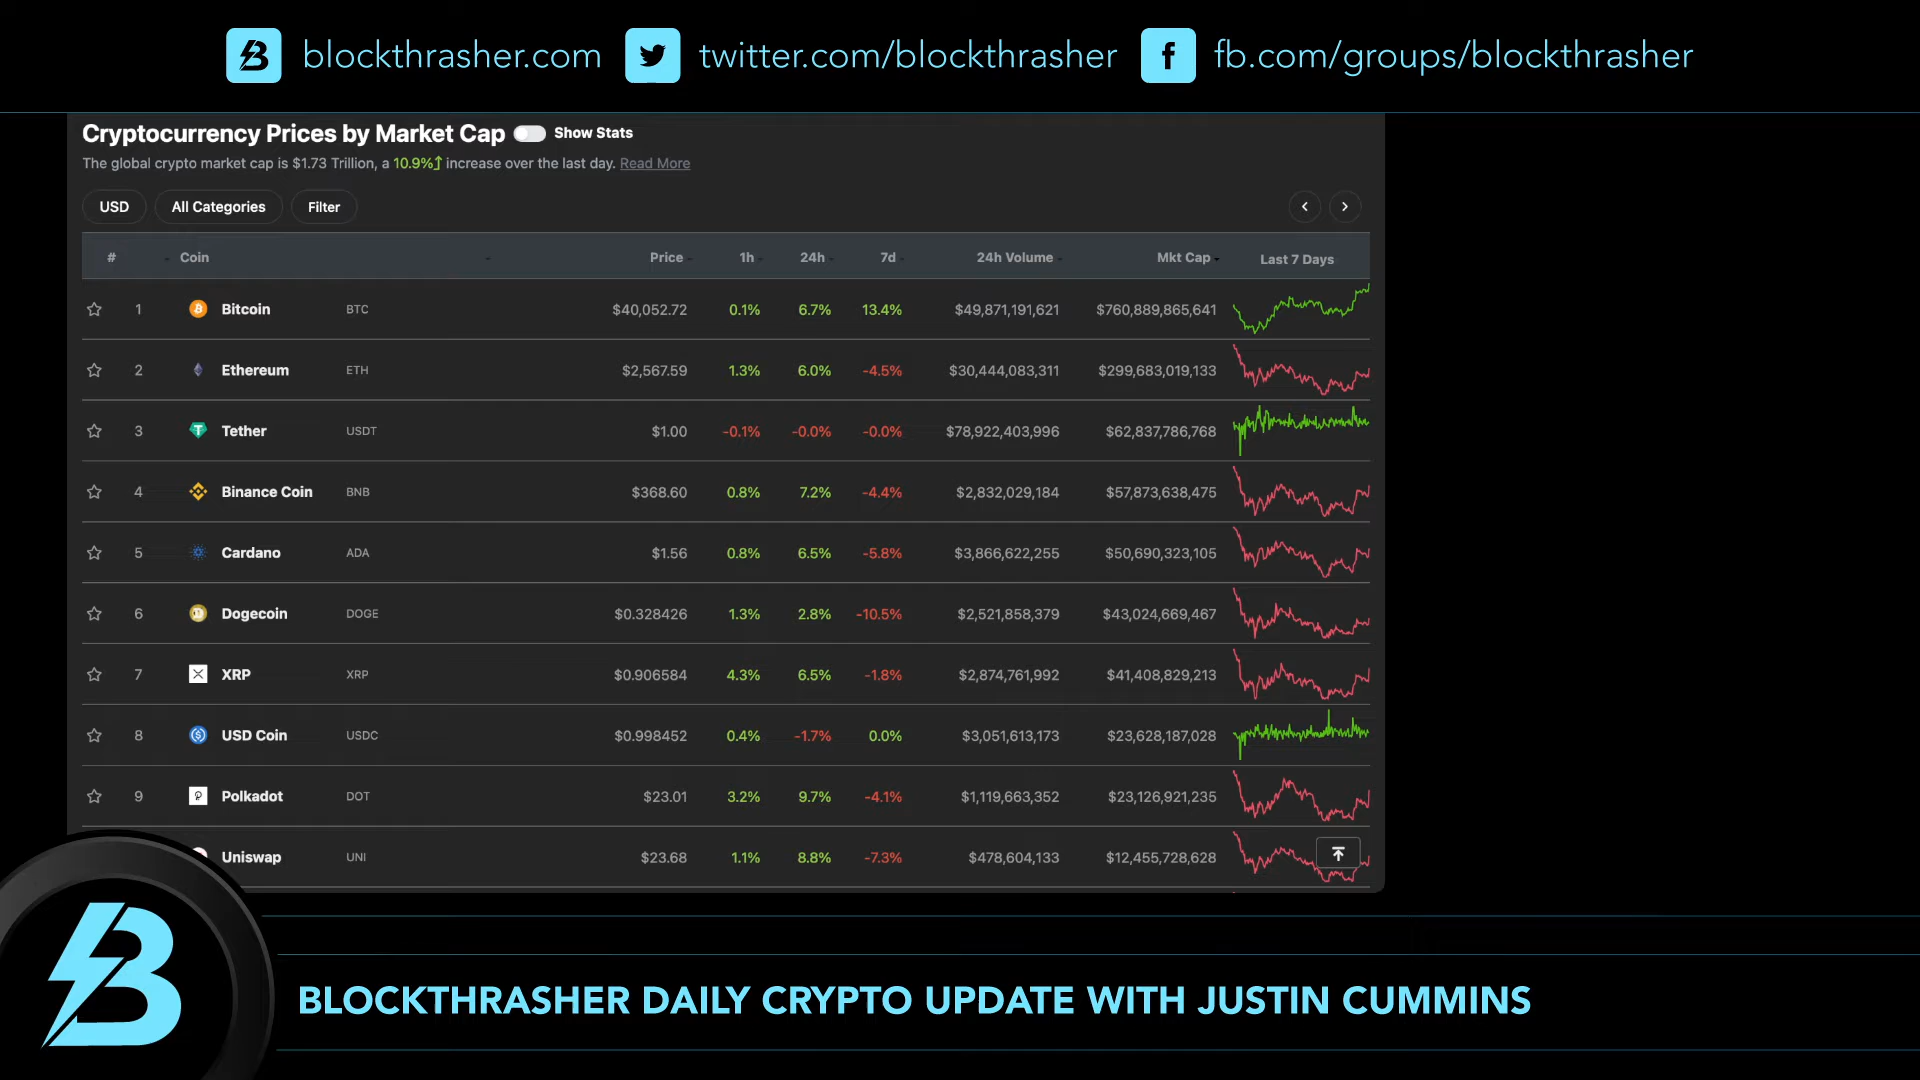 blockthrasher.com twitter.com/blockthrasher fb.com/groups/blockthrasher
Cryptocurrency Prices by Market Cap Show Stats
The global crypto market cap is $1.73 Trillion, a 10.9% increase over the last day. Read More
USD All Categories Filter
# Coin Price 1h 24h 7d 24h Volume Mkt Cap Last 7 Days
1 Bitcoin BTC $40,052.72 0.1% 6.7% 13.4% $49,871,191,621 $760,889,865,641
2 Ethereum ETH $2,567.59 1.3% 6.0% -4.5% $30,444,083,311 $299,683,019,133
3 Tether USDT $1.00 -0.1% -0.0% -0.0% $78,922,403,996 $62,837,786,768
4 Binance Coin BNB $368.60 0.8% 7.2% -4.4% $2,832,029,184 $57,873,638,475
5 Cardano ADA $1.56 0.8% 6.5% -5.8% $3,866,622,255 $50,690,323,105
6 Dogecoin DOGE $0.328426 1.3% 2.8% -10.5% $2,521,858,379 $43,024,669,467
7 XRP XRP $0.906584 4.3% 6.5% -1.8% $2,874,761,992 $41,408,829,213
8 USD Coin USDC $0.998452 0.4% -1.7% 0.0% $3,051,613,173 $23,628,187,028
9 Polkadot DOT $23.01 3.2% 9.7% -4.1% $1,119,663,352 $23,126,921,235
Uniswap UNI $23.68 1.1% 8.8% -7.3% $478,604,133 $12,455,728,628
BLOCKTHRASHER DAILY CRYPTO UPDATE WITH JUSTIN CUMMINS